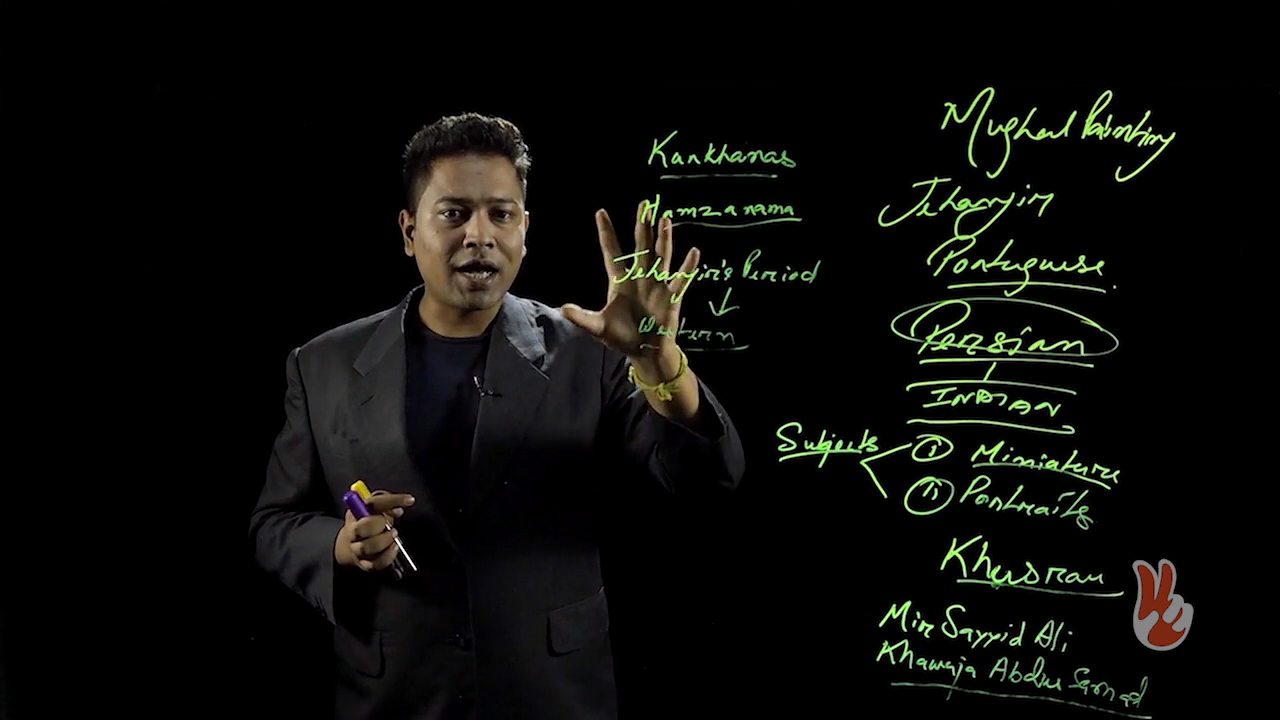 Karkhanas
Hamzanama
Jehangir's Period
Western
Mughal Painting
Jehangir
Portuguese
Persian
INDIAN
Subjects
i Miniature
ii Portraits
Khusrau
Mir Sayyid Ali
Khawaja Abdus Samad